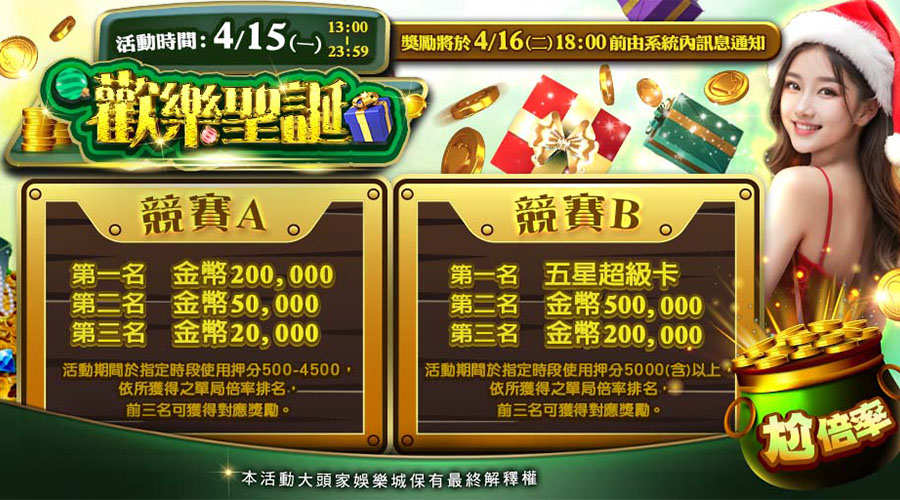 活動時間：4/15(一) 13:00 | 23:59
獎勵將於4/16(二)18:00前由系統內訊息通知
歡樂聖誕
競賽A
第一名 金幣200,000
第二名 金幣50,000
第三名 金幣20,000
活動期間於指定時段使用押分500-4500，
依所獲得之單局倍率排名，
前三名可獲得對應獎勵。
競賽B
第一名 五星超級卡
第二名 金幣500,000
第三名 金幣200,000
活動期間於指定時段使用押分5000(含)以上，
依所獲得之單局倍率排名，
前三名可獲得對應獎勵。
尬倍率
本活動大頭家娛樂城保有最終解釋權